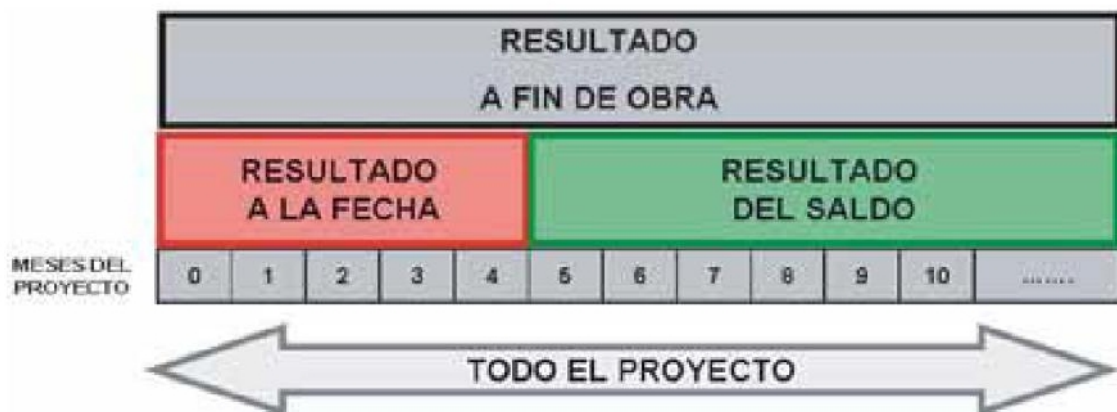 RESULTADO
A FIN DE OBRA
RESULTADO
A LA FECHA
RESULTADO
DEL SALDO
MESES DEL
PROYECTO
0 1 2 3 4 5 6 7 8 9 10 .......
TODO EL PROYECTO